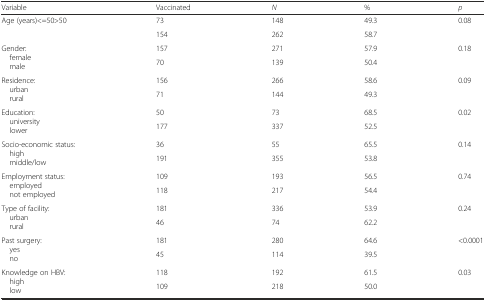 Variable Vaccinated N % p
Age (years)<=50>50 73 148 49.3 0.08
154 262 58.7
Gender: 157 271 57.9 0.18
female
male 70 139 50.4
Residence: 156 266 58.6 0.09
urban
rural 71 144 49.3
Education: 50 73 68.5 0.02
university
lower 177 337 52.5
Socio-economic status: 36 55 65.5 0.14
high
middle/low 191 355 53.8
Employment status: 109 193 56.5 0.74
employed
not employed 118 217 54.4
Type of facility: 181 336 53.9 0.24
urban
rural 46 74 62.2
Past surgery: 181 280 64.6 <0.0001
yes
no 45 114 39.5
Knowledge on HBV: 118 192 61.5 0.03
high
low 109 218 50.0